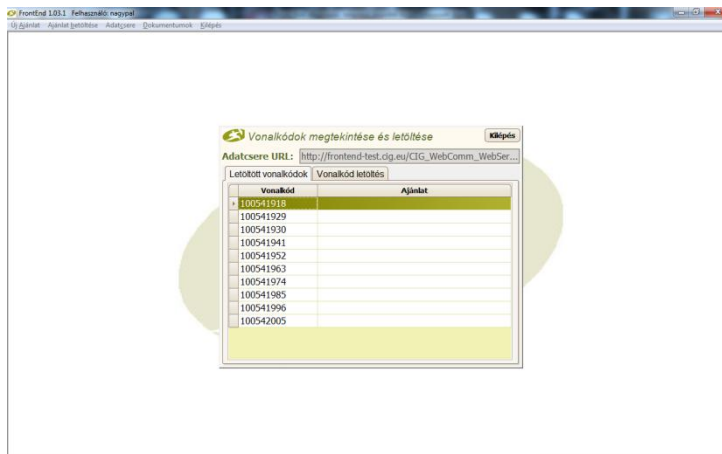 FrontEnd 1.03.1 Felhasználó: nagypal
Új Ajánlat Ajánlat betöltése Adatcsere Dokumentumok Kilépés
Vonalkódok megtekintése és letöltése Kilépés
Adatcsere URL: http://frontend-test.cig.eu/CIG_WebComm_WebSer...
Letöltött vonalkódok Vonalkód letöltés
Vonalkód Ajánlat
100541918
100541929
100541930
100541941
100541952
100541963
100541974
100541985
100541996
100542005